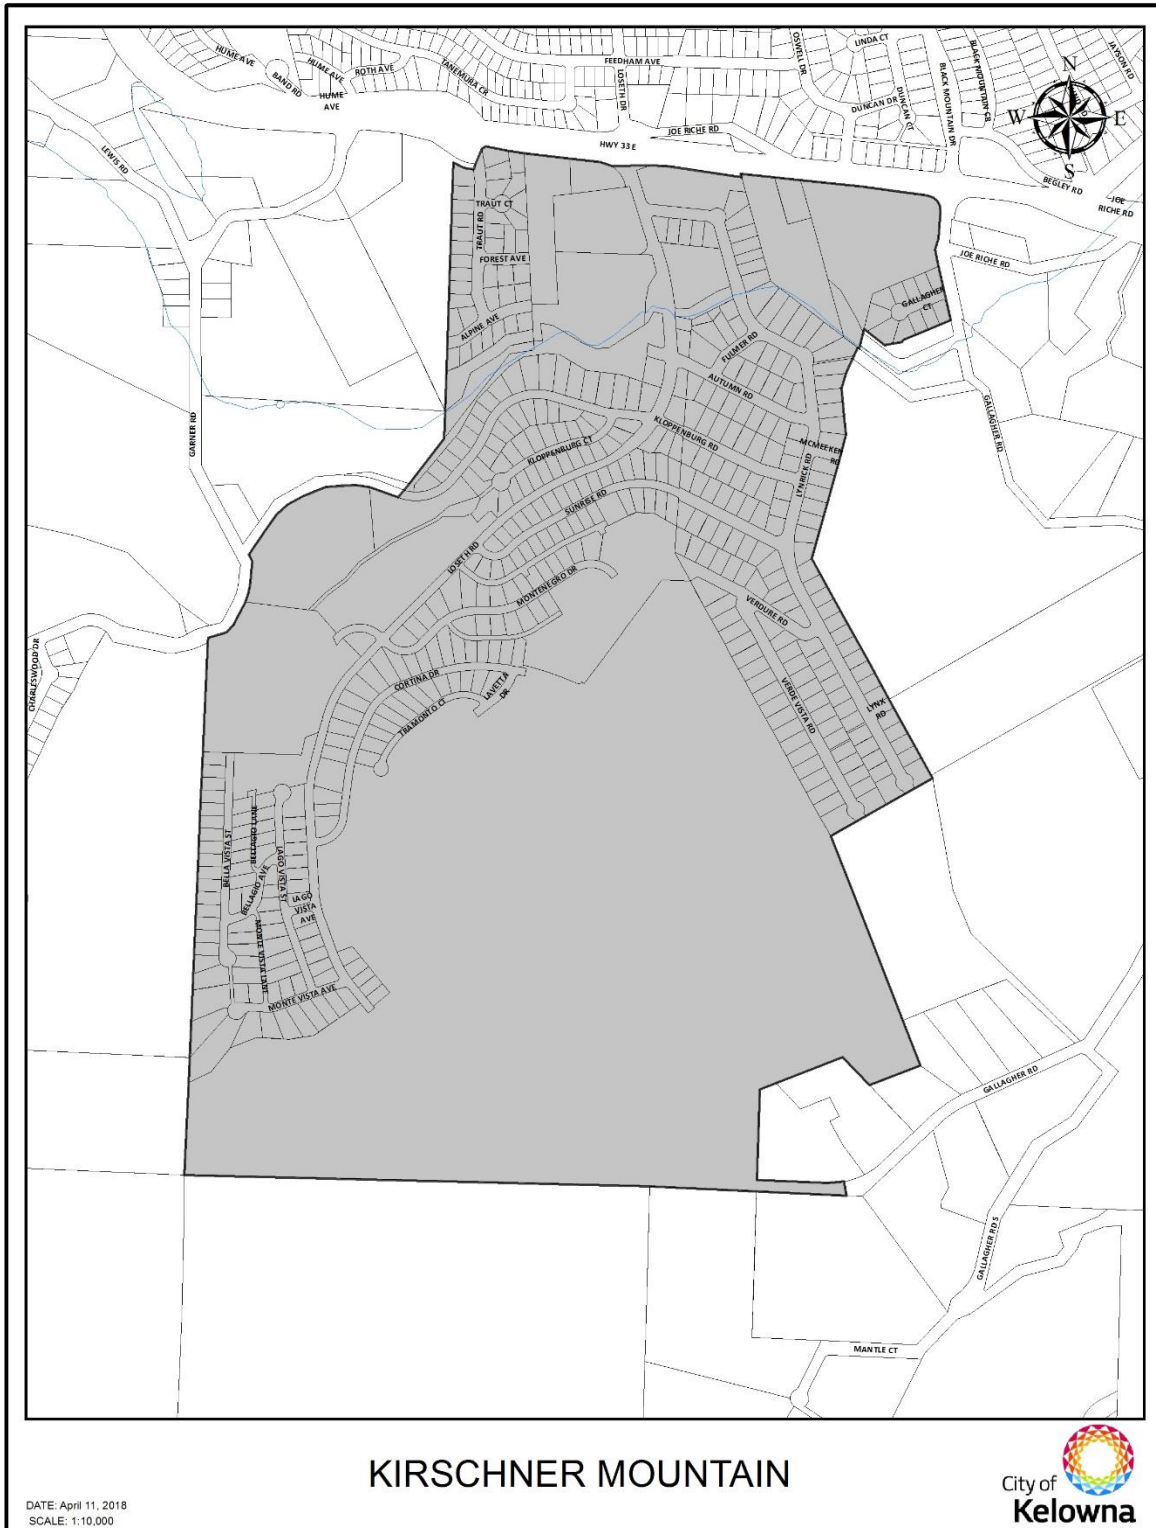 HUME AVE
BAND RD
HUME AVE
HUME
AVE
ROTH AVE
TANEMURA CR
FEEDHAM AVE
LOSETH DR
OSWELL DR
LINDA CT
DUNCAN DR
DUNCAN CT
BLACK MOUNTAIN DR
BLACK MOUNTAIN CR
JAYSON RD
N
W
E
S
JOE RICHE RD
HWY 33 E
BEGLEY RD
JOE
RICHE RD
LEWIS RD
TRAUT CT
TRAUT RD
FOREST AVE
ALPINE AVE
JOE RICHE RD
GALLAGHER
CT
FULMER RD
AUTUMN RD
GARNER RD
KLOPPENBURG RD
KLOPPENBURG CT
MCMEEKEN
RD
LYNRICK RD
GALLAGHER RD
SUNRISE RD
LOSETH RD
MONTENEGRO DR
VERDURE RD
CHARLESWOOD DR
CORTINA DR
LAVETTA
DR
TRAMONTO CT
VERDE VISTA RD
LYNX
RD
BELLA VISTA ST
BELLAGIO LANE
BELLAGIO AVE
LAGO VISTA ST
LAGO
VISTA
AVE
MONTE VISTA LANE
MONTE VISTA AVE
GALLAGHER RD
GALLAGHER RD S
MANTLE CT
KIRSCHNER MOUNTAIN
DATE: April 11, 2018
SCALE: 1:10,000
City of
Kelowna